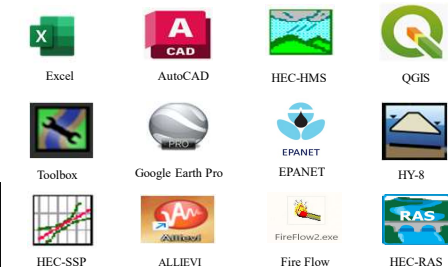 X
A
CAD
Excel
AutoCAD
HEC-HMS
QGIS
PRO
EPANET
Toolbox
Google Earth Pro
EPANET
HY-8
Allievi
FireFlow2.exe
RAS
HEC-SSP
ALLIEVI
Fire Flow
HEC-RAS